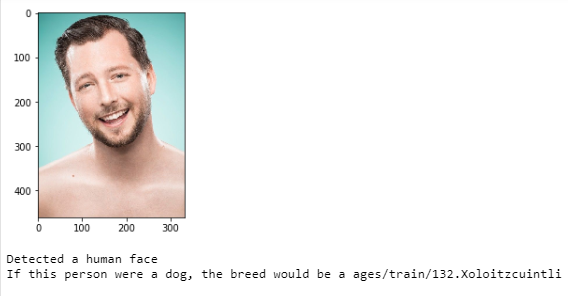 0
100
200
300
400
0 100 200 300
Detected a human face
If this person were a dog, the breed would be a ages/train/132.Xoloitzcuintli